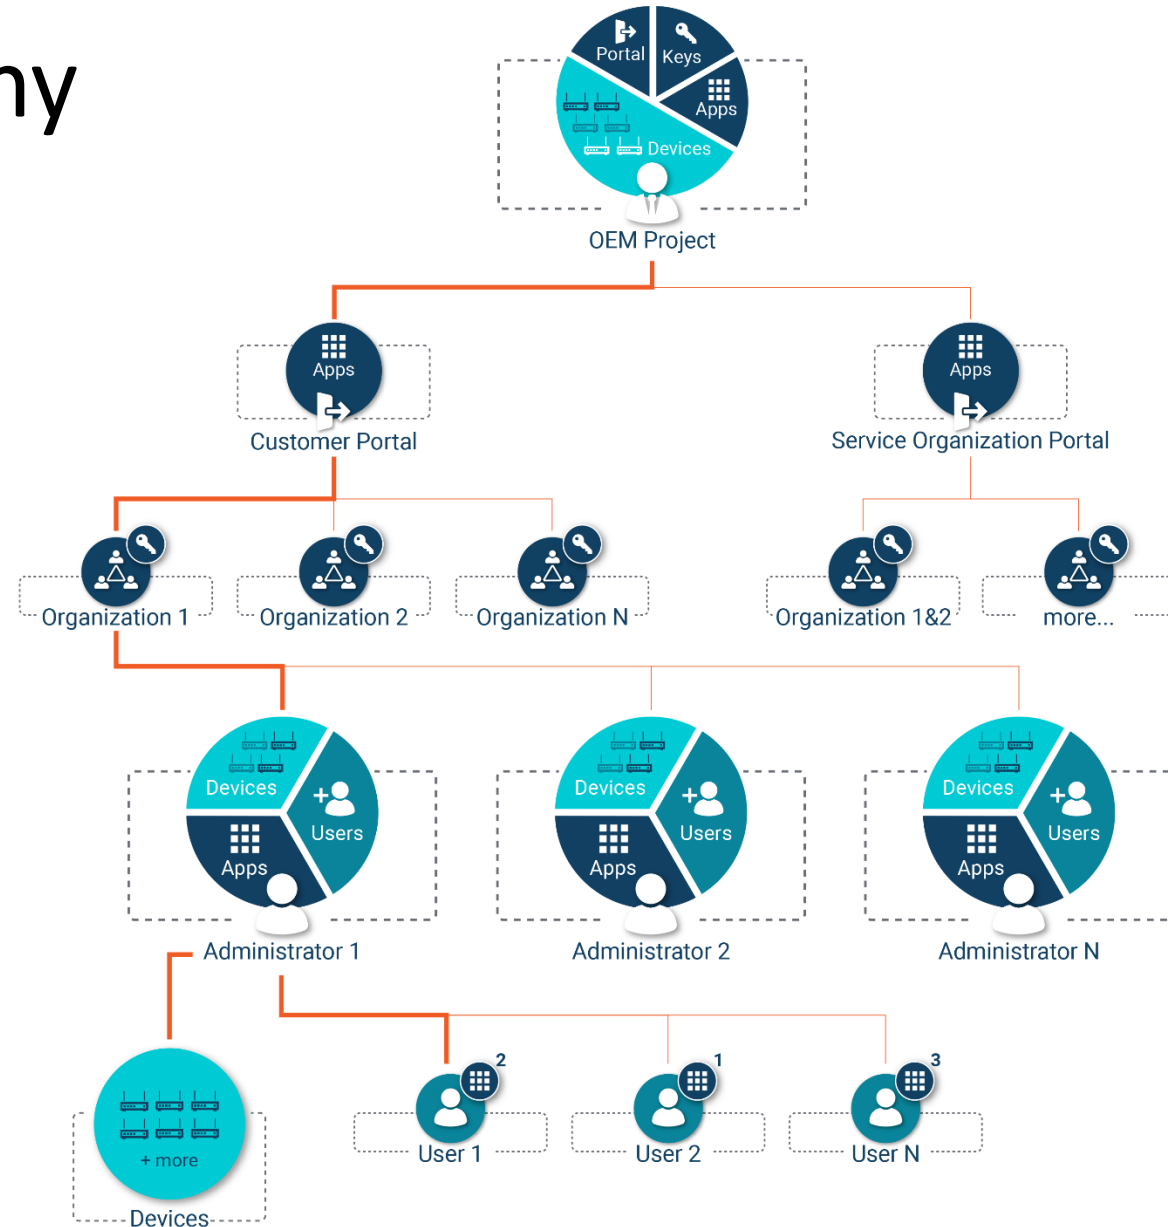 ny
Portal
Keys
Apps
Devices
OEM Project
Apps
Apps
Customer Portal
Service Organization Portal
Organization 1
Organization 2
Organization N
Organization 1&2
more...
Devices
Users
Apps
Devices
Users
Apps
Devices
Users
Apps
Administrator 1
Administrator 2
Administrator N
2
1
3
+ more
User 1
User 2
User N
Devices